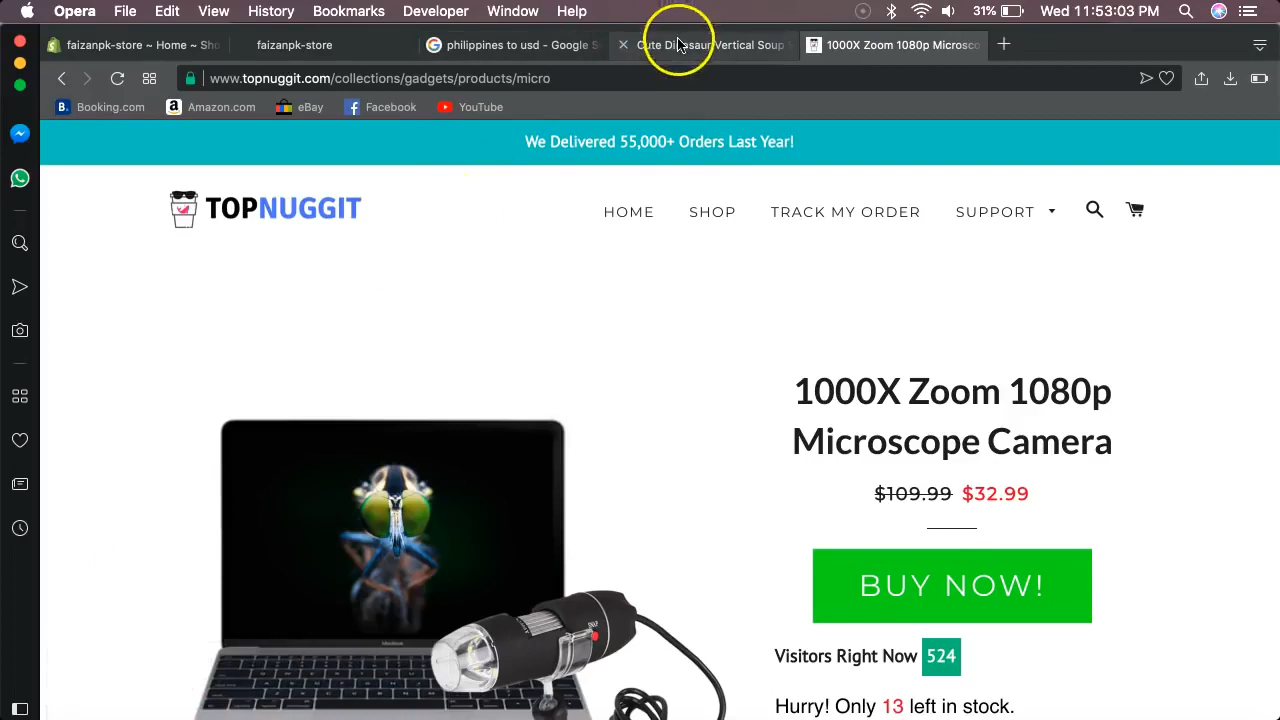 Opera File Edit View History Bookmarks Developer Window Help 31% Mon 11:53:03 PM
faizanpk-store ~ Home ~ Sho faizanpk-store philippines to usd - Google S Cute Dinosaur Vertical Soup 1000X Zoom 1080p Microsco
www.topnuggit.com/collections/gadgets/products/micro
Booking.com Amazon.com eBay Facebook YouTube
We Delivered 55,000+ Orders Last Year!
TOPNUGGIT HOME SHOP TRACK MY ORDER SUPPORT
1000X Zoom 1080p
Microscope Camera
$109.99 $32.99
BUY NOW!
Visitors Right Now 524
Hurry! Only 13 left in stock.